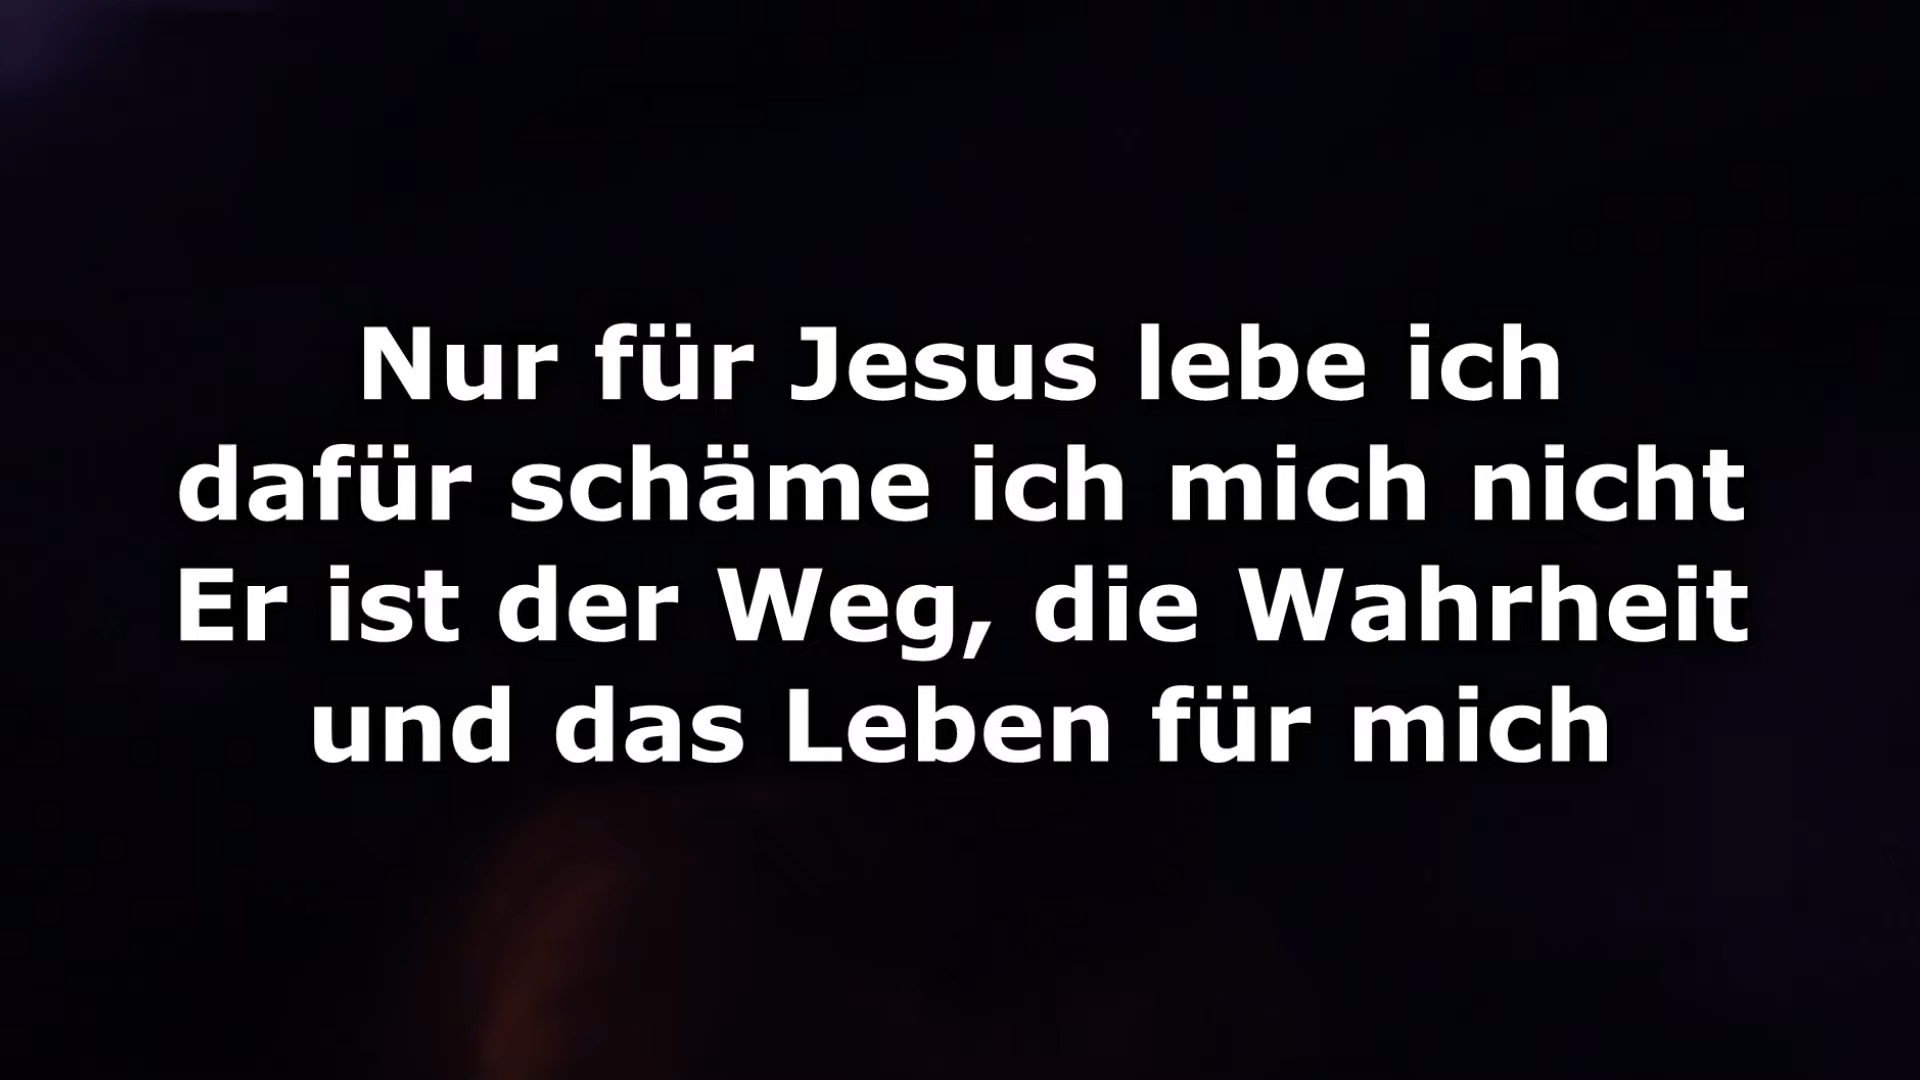 Nur für Jesus lebe ich
dafür schäme ich mich nicht
Er ist der Weg, die Wahrheit
und das Leben für mich